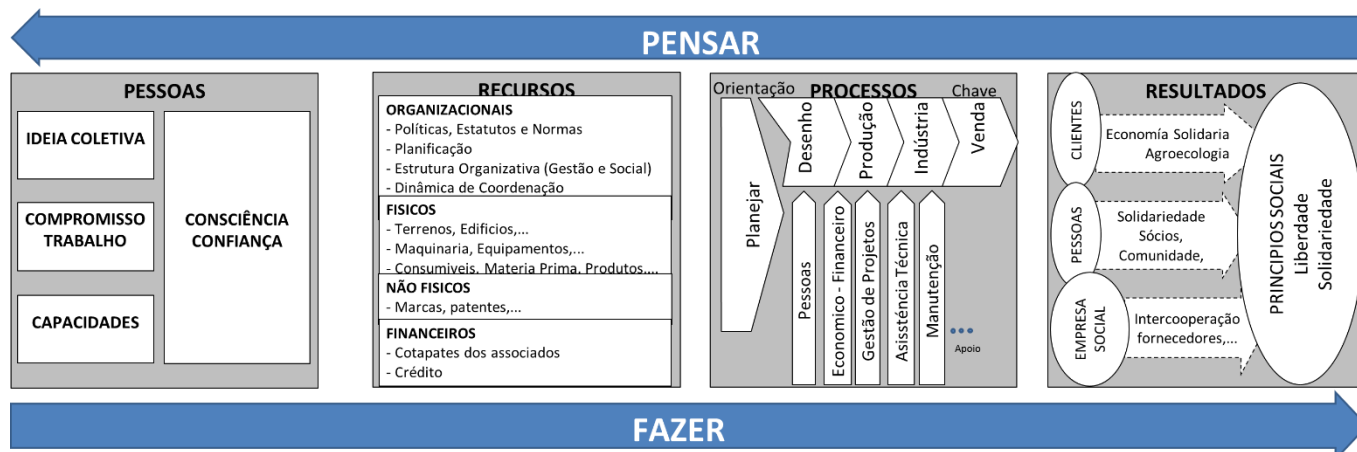 PENSAR
PESSOAS
IDEIA COLETIVA
COMPROMISSO
TRABALHO
CAPACIDADES
CONSCIÊNCIA
CONFIANÇA
RECURSOS
ORGANIZACIONAIS
- Políticas, Estatutos e Normas
- Planificação
- Estrutura Organizativa (Gestão e Social)
- Dinâmica de Coordenação
FISICOS
- Terrenos, Edificios,...
- Maquinaria, Equipamentos,...
- Consumiveis, Materia Prima, Produtos,...
NÃO FISICOS
- Marcas, patentes,...
FINANCEIROS
- Cotapates dos associados
- Crédito
Orientação
PROCESSOS
Chave
Planejar
Desenho
Produção
Indústria
Venda
Pessoas
Economico - Financeiro
Gestão de Projetos
Asisténcia Técnica
Manutenção
...
Apoio
RESULTADOS
CLIENTES
Economía Solidaria
Agroecologia
PESSOAS
Solidariedade
Sócios,
Comunidade,
EMPRESA
SOCIAL
Intercooperação
fornecedores,...
PRINCIPIOS SOCIAIS
Liberdade
Solidariedade
FAZER